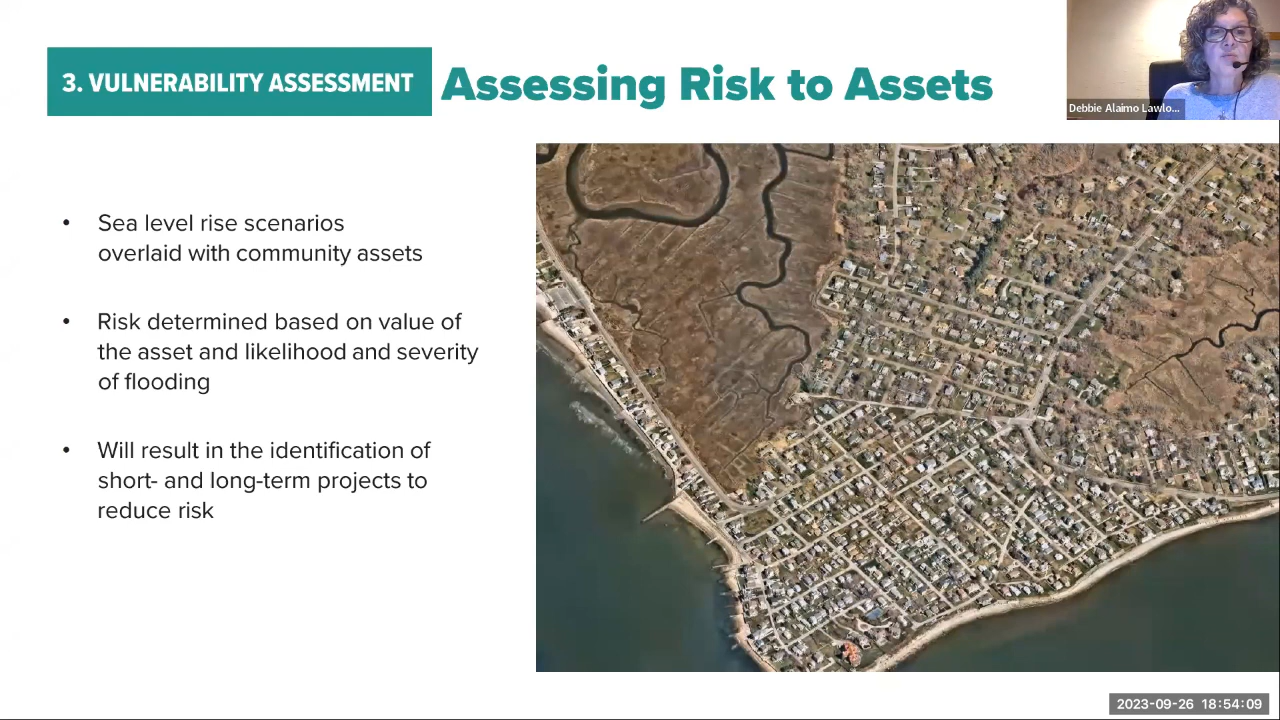 3. VULNERABILITY ASSESSMENT
Assessing Risk to Assets
Debbie Alaimo Lawlo...
• Sea level rise scenarios
overlaid with community assets
• Risk determined based on value of
the asset and likelihood and severity
of flooding
• Will result in the identification of
short- and long-term projects to
reduce risk
2023-09-26 18:54:09